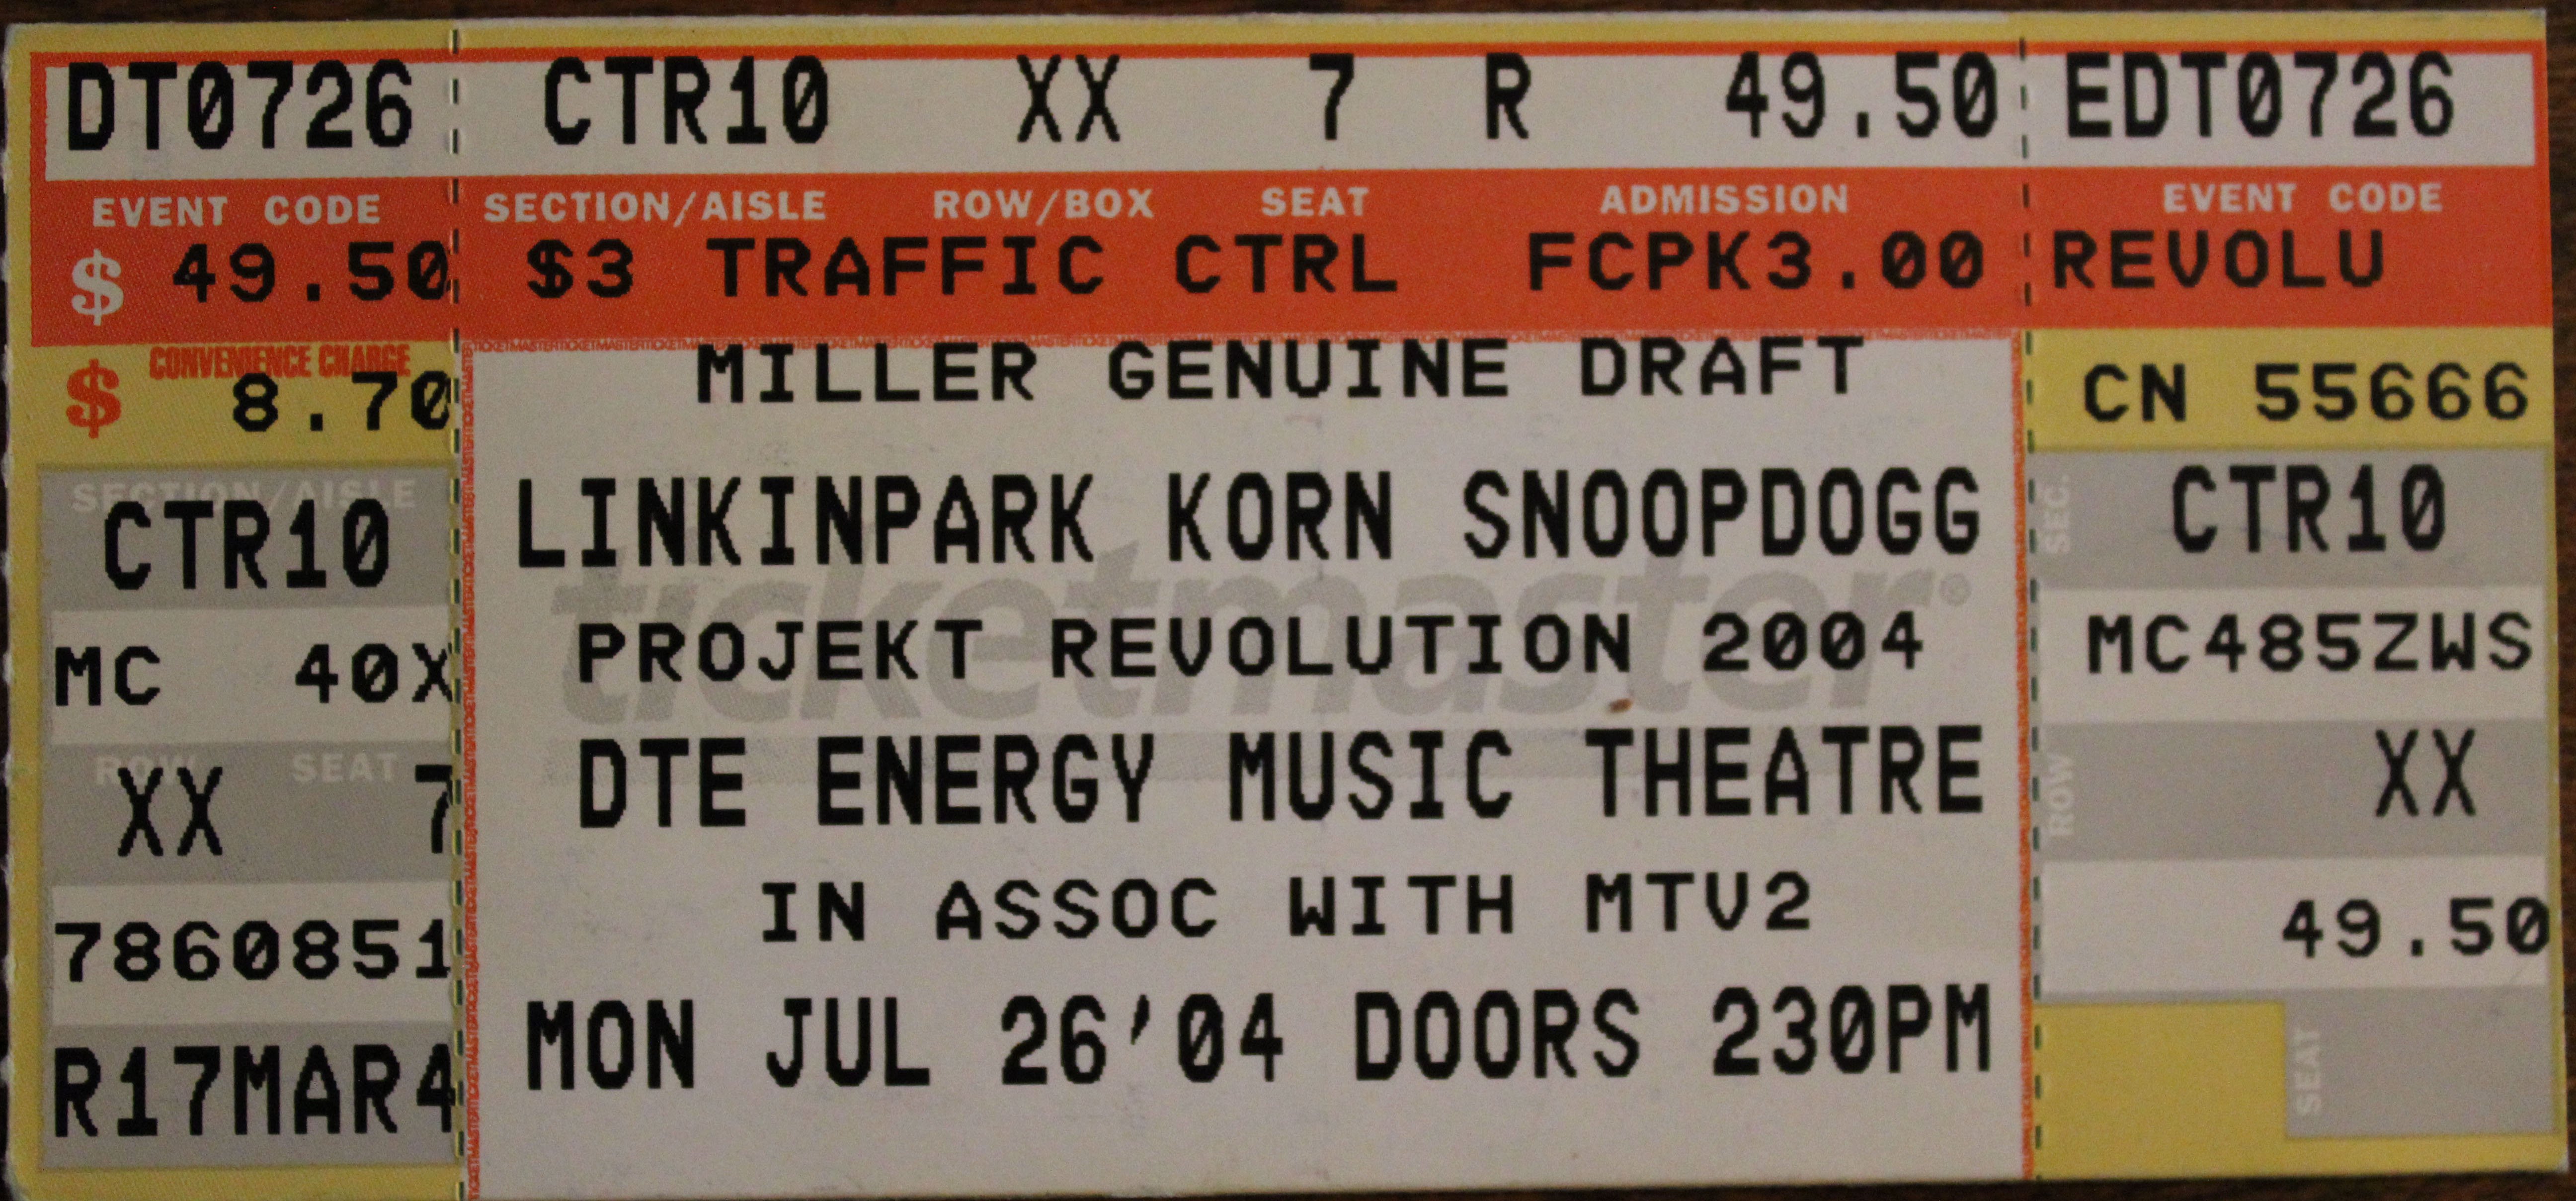 DT0726 CTR10 XX 7 R 49.50 EDT0726
EVENT CODE SECTION/AISLE ROW/BOX SEAT ADMISSION EVENT CODE
$ 49.50 $3 TRAFFIC CTRL FCPK3.00 REVOLU
CONVENIENCE CHARGE
$ 8.70
MILLER GENUINE DRAFT
CN 55666
SECTION/AISLE
CTR10
LINKINPARK KORN SNOOPDOGG
SEC.
CTR10
ticketmaster®
MC 40X
PROJEKT REVOLUTION 2004
MC485ZWS
ROW SEAT
XX 7
DTE ENERGY MUSIC THEATRE
ROW
XX
7860851
IN ASSOC WITH MTV2
49.50
R17MAR4
MON JUL 26'04 DOORS 230PM
SEAT